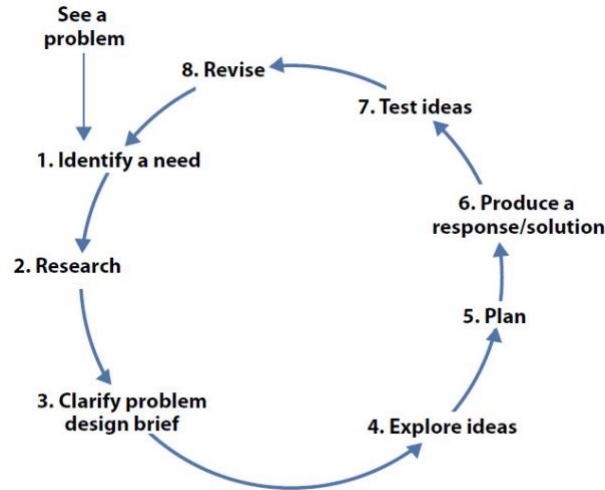 See a
problem
1. Identify a need
2. Research
3. Clarify problem
design brief
4. Explore ideas
5. Plan
6. Produce a
response/solution
7. Test ideas
8. Revise